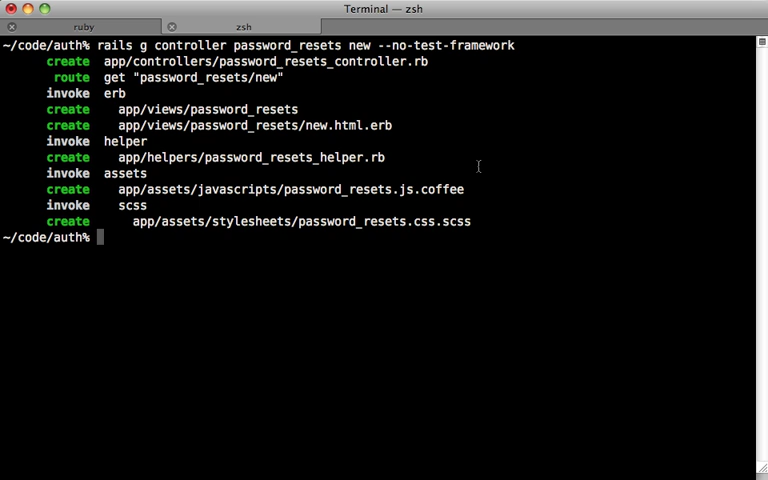 Terminal — zsh
ruby
zsh
~/code/auth% rails g controller password_resets new --no-test-framework
create app/controllers/password_resets_controller.rb
route get "password_resets/new"
invoke erb
create app/views/password_resets
create app/views/password_resets/new.html.erb
invoke helper
create app/helpers/password_resets_helper.rb
invoke assets
create app/assets/javascripts/password_resets.js.coffee
invoke scss
create app/assets/stylesheets/password_resets.css.scss
~/code/auth%